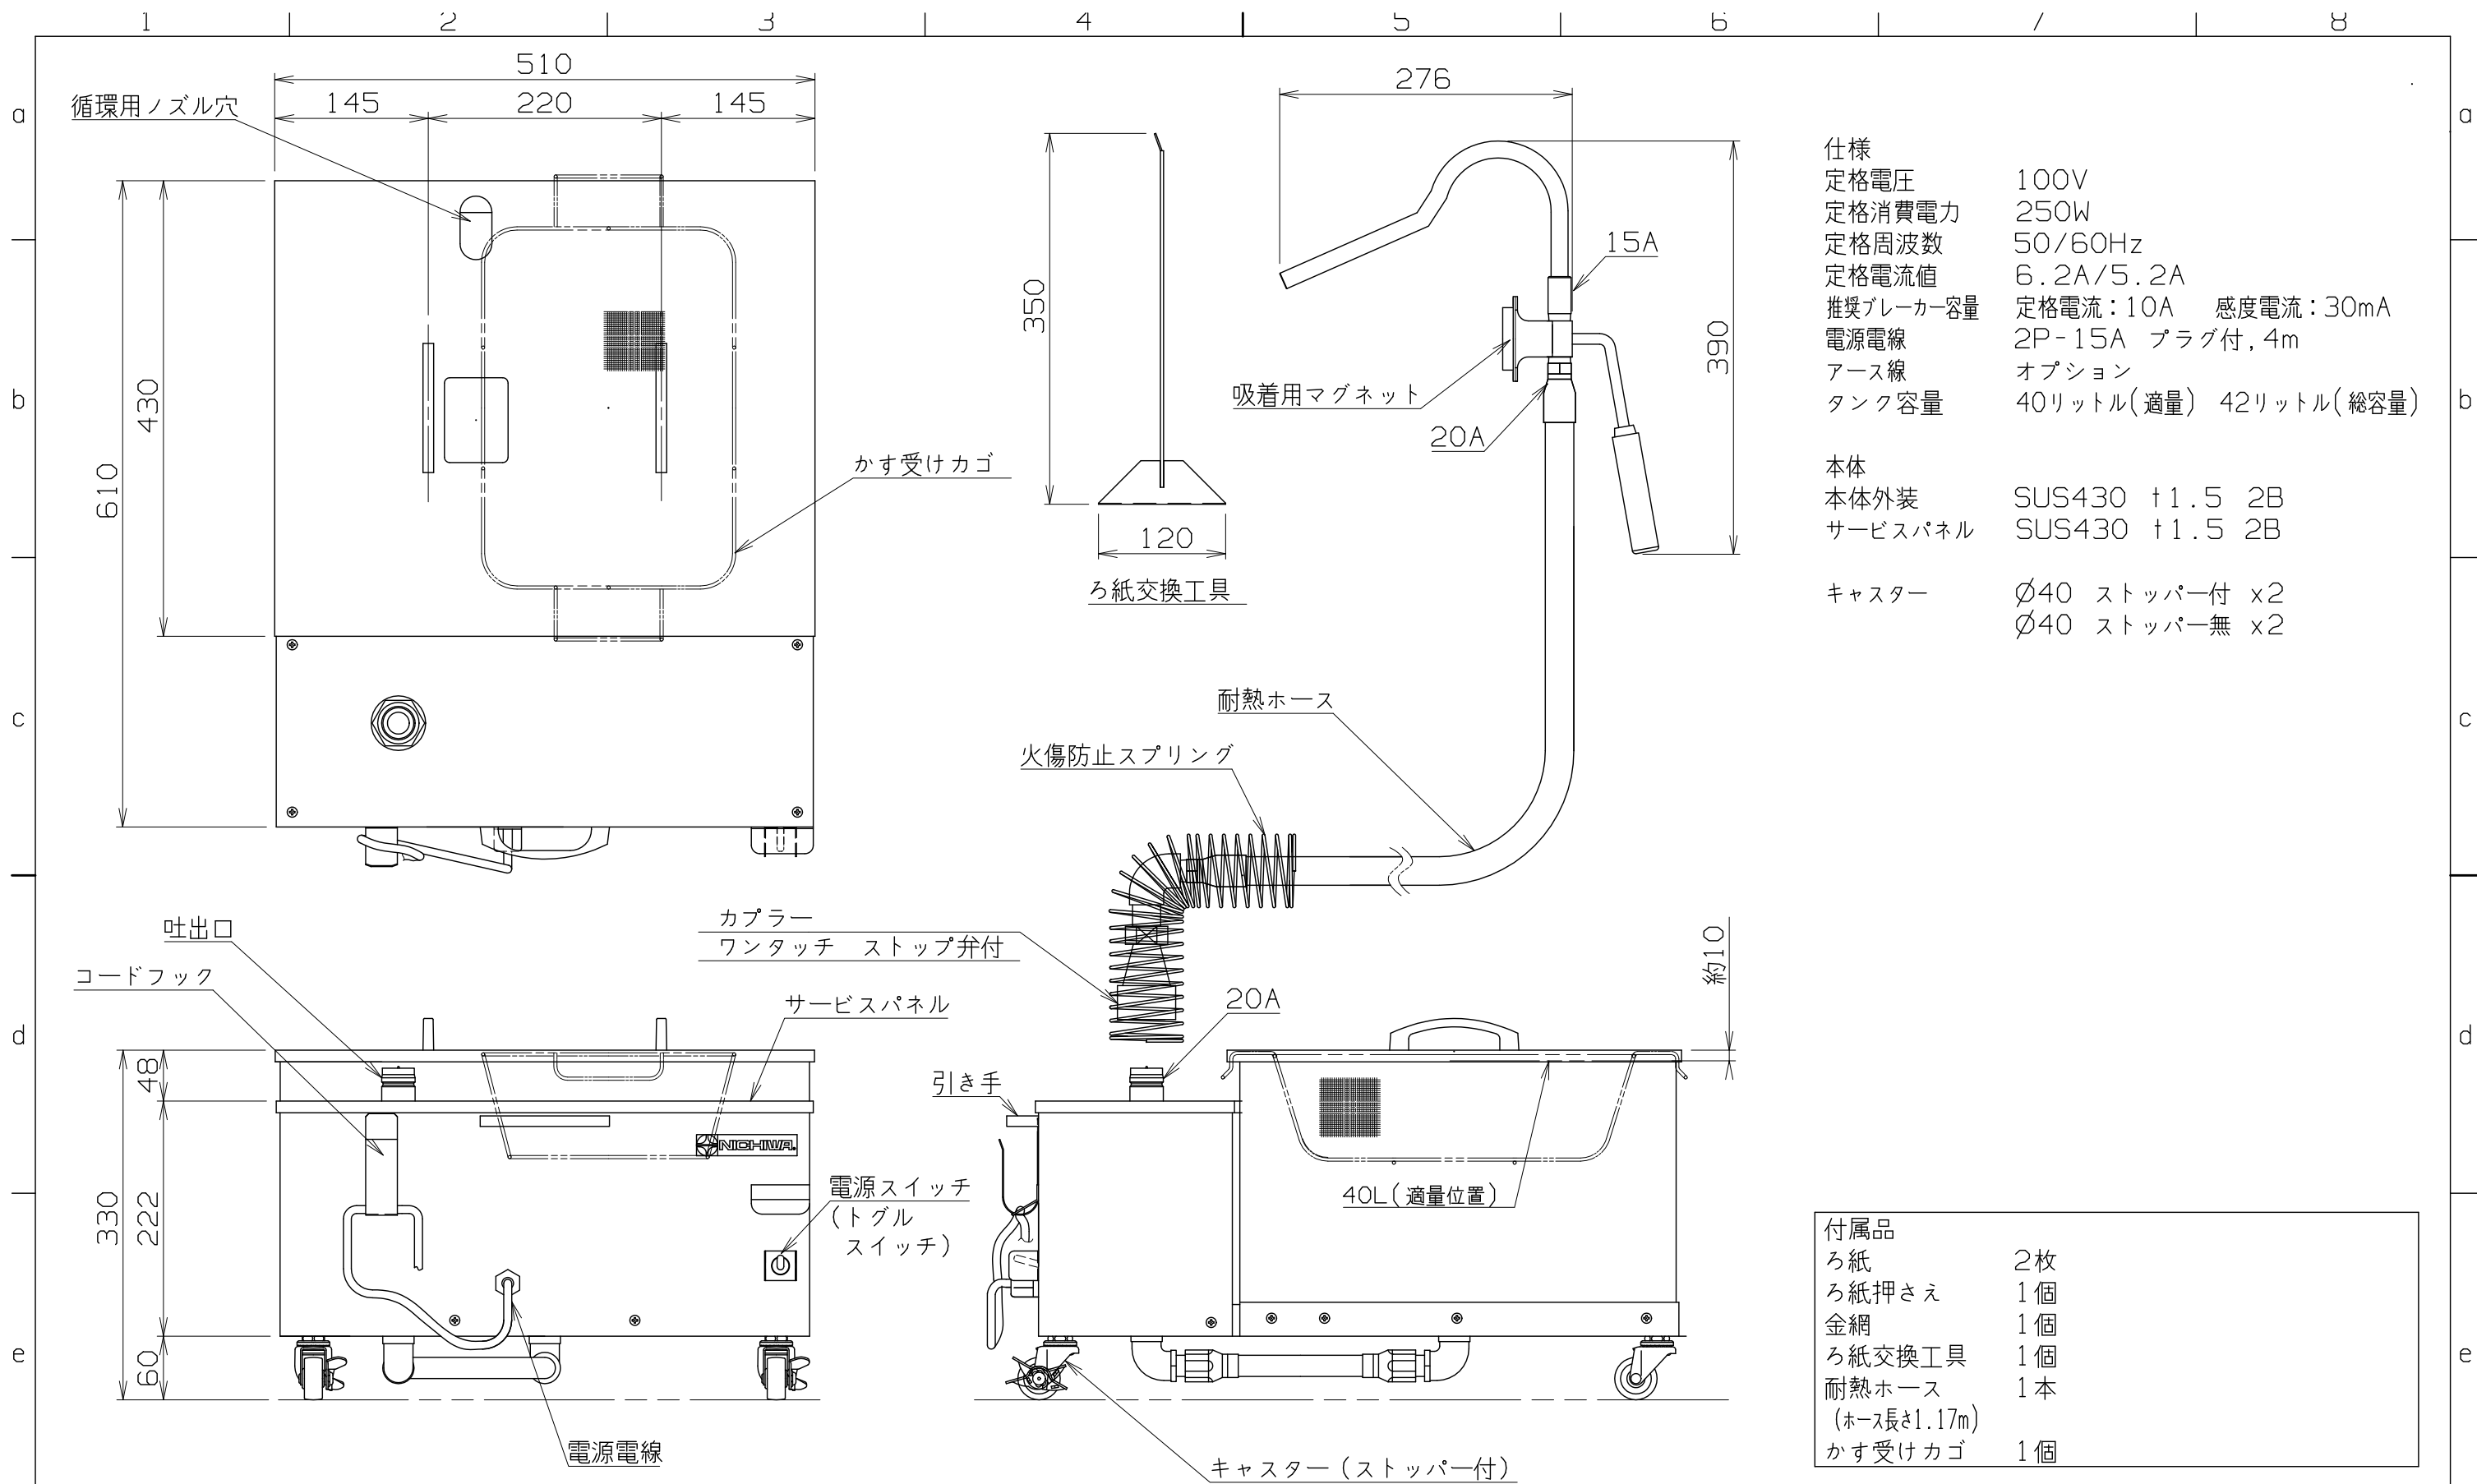 1 2 3 4 5 6 7 8
a a
b b
c c
d d
e e
510
145 220 145
循環用ノズル穴
610
430
かす受けカゴ
350
120
ろ紙交換工具
276
390
15A
吸着用マグネット
20A
耐熱ホース
火傷防止スプリング
カプラー
ワンタッチ ストップ弁付
仕様
定格電圧 100V
定格消費電力 250W
定格周波数 50/60Hz
定格電流値 6.2A/5.2A
推奨ブレーカー容量 定格電流:10A 感度電流:30mA
電源電線 2P-15A プラグ付,4m
アース線 オプション
タンク容量 40リットル(適量) 42リットル(総容量)
本体
本体外装 SUS430 t1.5 2B
サービスパネル SUS430 t1.5 2B
キャスター Ø40 ストッパー付 x2
Ø40 ストッパー無 x2
吐出口
コードフック
サービスパネル
330
48
222
60
NICHIWA.
電源スイッチ
(トグル
スイッチ)
電源電線
20A
引き手
約10
40L(適量位置)
キャスター(ストッパー付)
付属品
ろ紙 2枚
ろ紙押さえ 1個
金網 1個
ろ紙交換工具 1個
耐熱ホース 1本
(ホース長さ1.17m)
かす受けカゴ 1個